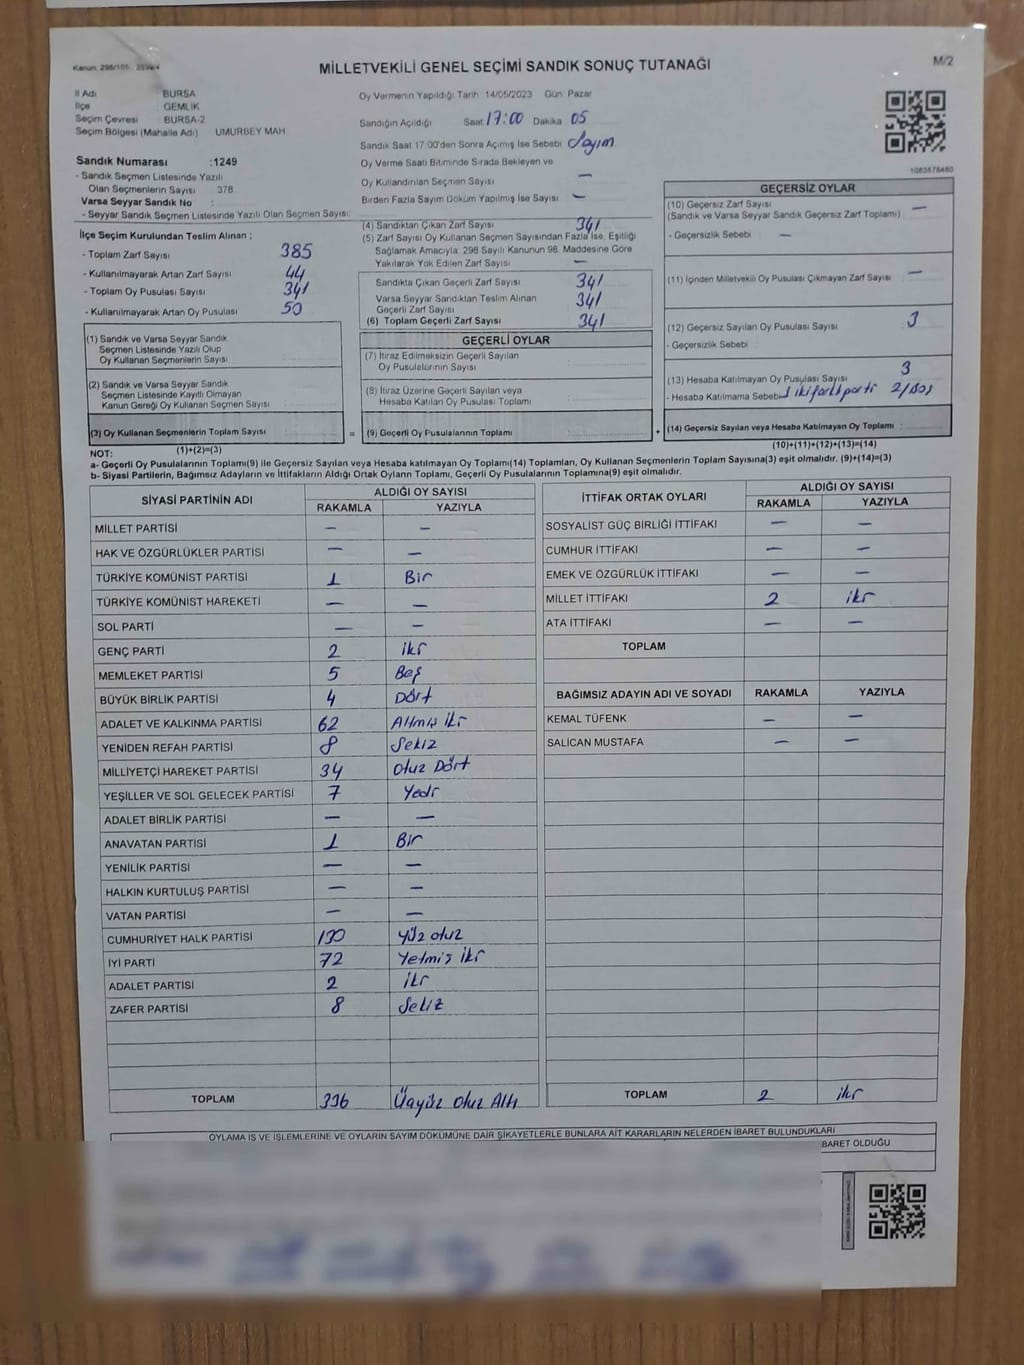 Kanun: 298/105
M/2
MİLLETVEKİLİ GENEL SEÇİMİ SANDIK SONUÇ TUTANAĞI
İl Adı BURSA
İlçe GEMLİK
Seçim Çevresi BURSA-2
Seçim Bölgesi (Mahalle Adı) UMURBEY MAH
Oy Vermenin Yapıldığı Tarih 14/05/2023 Gün: Pazar
Sandığın Açıldığı Saat 17:00 Dakika 05
Sandık Saat 17:00'den Sonra Açılmış İse Sebebi Sayım
Oy Verme Saati Bitiminde Sırada Bekleyen ve
Oy Kullandırılan Seçmen Sayısı —
Birden Fazla Sayım Döküm Yapılmış İse Sayısı —
Sandık Numarası :1249
- Sandık Seçmen Listesinde Yazılı
Olan Seçmenlerin Sayısı 378
Varsa Seyyar Sandık No :
- Seyyar Sandık Seçmen Listesinde Yazılı Olan Seçmen Sayısı:
İlçe Seçim Kurulundan Teslim Alınan ;
- Toplam Zarf Sayısı 385
- Kullanılmayarak Artan Zarf Sayısı 44
- Toplam Oy Pusulası Sayısı 341
- Kullanılmayarak Artan Oy Pusulası 50
(4) Sandıktan Çıkan Zarf Sayısı 341
(5) Zarf Sayısı Oy Kullanan Seçmen Sayısından Fazla İse, Eşitliği
Sağlamak Amacıyla; 298 Sayılı Kanunun 98. Maddesine Göre
Yakılarak Yok Edilen Zarf Sayısı —
Sandıkta Çıkan Geçerli Zarf Sayısı 341
Varsa Seyyar Sandıktan Teslim Alınan
Geçerli Zarf Sayısı 341
(6) Toplam Geçerli Zarf Sayısı 341
1083578480
GEÇERSİZ OYLAR
(10) Geçersiz Zarf Sayısı —
(Sandık ve Varsa Seyyar Sandık Geçersiz Zarf Toplamı)
- Geçersizlik Sebebi —
(11) İçinden Milletvekili Oy Pusulası Çıkmayan Zarf Sayısı —
(12) Geçersiz Sayılan Oy Pusulası Sayısı 3
- Geçersizlik Sebebi
(13) Hesaba Katılmayan Oy Pusulası Sayısı 3
- Hesaba Katılmama Sebebi 1 iki farklı parti 2/Boş
(14) Geçersiz Sayılan veya Hesaba Katılmayan Oy Toplamı
(10)+(11)+(12)+(13)=(14)
(1) Sandık ve Varsa Seyyar Sandık
Seçmen Listesinde Yazılı Olup
Oy Kullanan Seçmenlerin Sayısı
(2) Sandık ve Varsa Seyyar Sandık
Seçmen Listesinde Kayıtlı Olmayan
Kanun Gereği Oy Kullanan Seçmen Sayısı
(3) Oy Kullanan Seçmenlerin Toplam Sayısı =
(1)+(2)=(3)
GEÇERLİ OYLAR
(7) İtiraz Edilmeksizin Geçerli Sayılan
Oy Pusulalarının Sayısı
(8) İtiraz Üzerine Geçerli Sayılan veya
Hesaba Katılan Oy Pusulası Toplamı
(9) Geçerli Oy Pusulalarının Toplamı +
NOT:
a- Geçerli Oy Pusulalarının Toplamı(9) ile Geçersiz Sayılan veya Hesaba katılmayan Oy Toplamı(14) Toplamları, Oy Kullanan Seçmenlerin Toplam Sayısına(3) eşit olmalıdır. (9)+(14)=(3)
b- Siyasi Partilerin, Bağımsız Adayların ve İttifakların Aldığı Ortak Oyların Toplamı, Geçerli Oy Pusulalarının Toplamına(9) eşit olmalıdır.
SİYASİ PARTİNİN ADI ALDIĞI OY SAYISI
RAKAMLA YAZIYLA
MİLLET PARTİSİ — —
HAK VE ÖZGÜRLÜKLER PARTİSİ — —
TÜRKİYE KOMÜNİST PARTİSİ 1 Bir
TÜRKİYE KOMÜNİST HAREKETİ — —
SOL PARTİ — —
GENÇ PARTİ 2 iki
MEMLEKET PARTİSİ 5 Beş
BÜYÜK BİRLİK PARTİSİ 4 Dört
ADALET VE KALKINMA PARTİSİ 62 Altmış iki
YENİDEN REFAH PARTİSİ 8 Sekiz
MİLLİYETÇİ HAREKET PARTİSİ 34 Otuz Dört
YEŞİLLER VE SOL GELECEK PARTİSİ 7 Yedi
ADALET BİRLİK PARTİSİ — —
ANAVATAN PARTİSİ 1 Bir
YENİLİK PARTİSİ — —
HALKIN KURTULUŞ PARTİSİ — —
VATAN PARTİSİ — —
CUMHURİYET HALK PARTİSİ 130 Yüz otuz
İYİ PARTİ 72 Yetmiş iki
ADALET PARTİSİ 2 iki
ZAFER PARTİSİ 8 Sekiz
TOPLAM 336 Üçyüz Otuz Altı
İTTİFAK ORTAK OYLARI ALDIĞI OY SAYISI
RAKAMLA YAZIYLA
SOSYALİST GÜÇ BİRLİĞİ İTTİFAKI — —
CUMHUR İTTİFAKI — —
EMEK VE ÖZGÜRLÜK İTTİFAKI — —
MİLLET İTTİFAKI 2 iki
ATA İTTİFAKI — —
TOPLAM
BAĞIMSIZ ADAYIN ADI VE SOYADI RAKAMLA YAZIYLA
KEMAL TÜFENK — —
SALİCAN MUSTAFA — —
TOPLAM 2 iki
OYLAMA İŞ VE İŞLEMLERİNE VE OYLARIN SAYIM DÖKÜMÜNE DAİR ŞİKAYETLERLE BUNLARA AİT KARARLARIN NELERDEN İBARET BULUNDUKLARI
BARET OLDUĞU